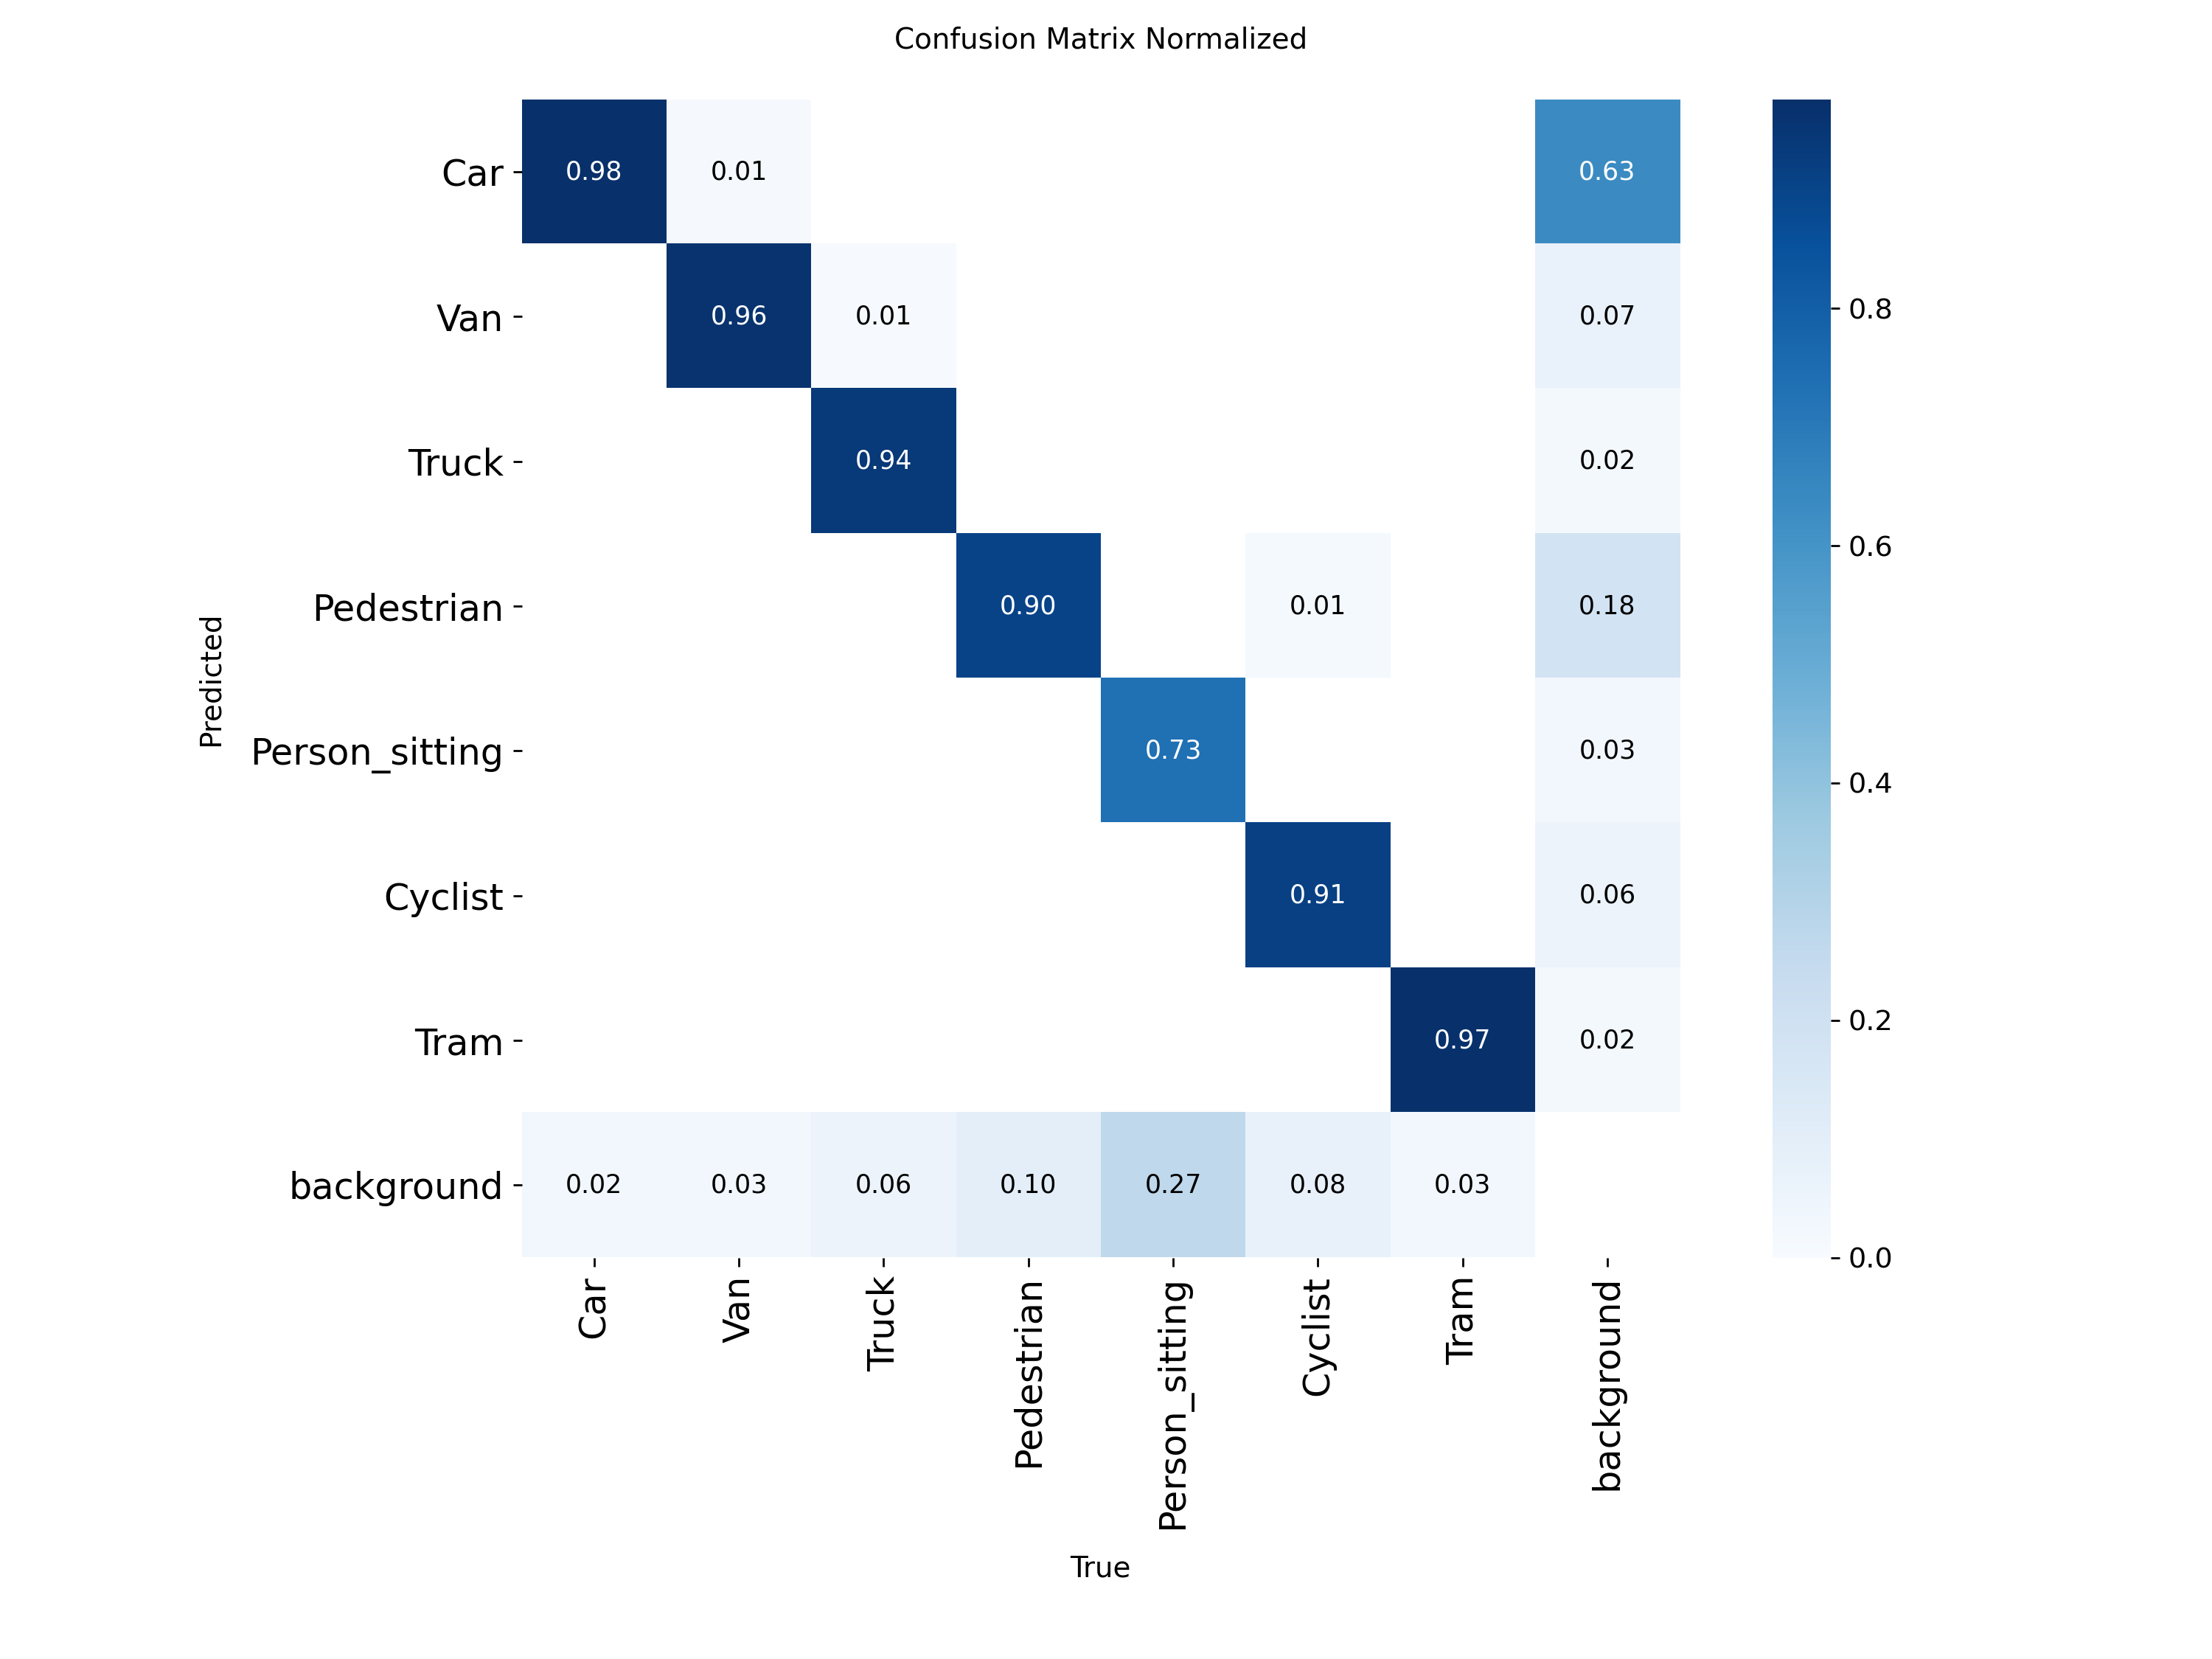 Confusion Matrix Normalized
Car 0.98 0.01 0.63
Van 0.96 0.01 0.07 0.8
Truck 0.94 0.02
0.6
Pedestrian 0.90 0.01 0.18
Predicted
Person_sitting 0.73 0.03
0.4
Cyclist 0.91 0.06
Tram 0.97 0.02 0.2
background 0.02 0.03 0.06 0.10 0.27 0.08 0.03
0.0
Car Van Truck Pedestrian Person_sitting Cyclist Tram background
True